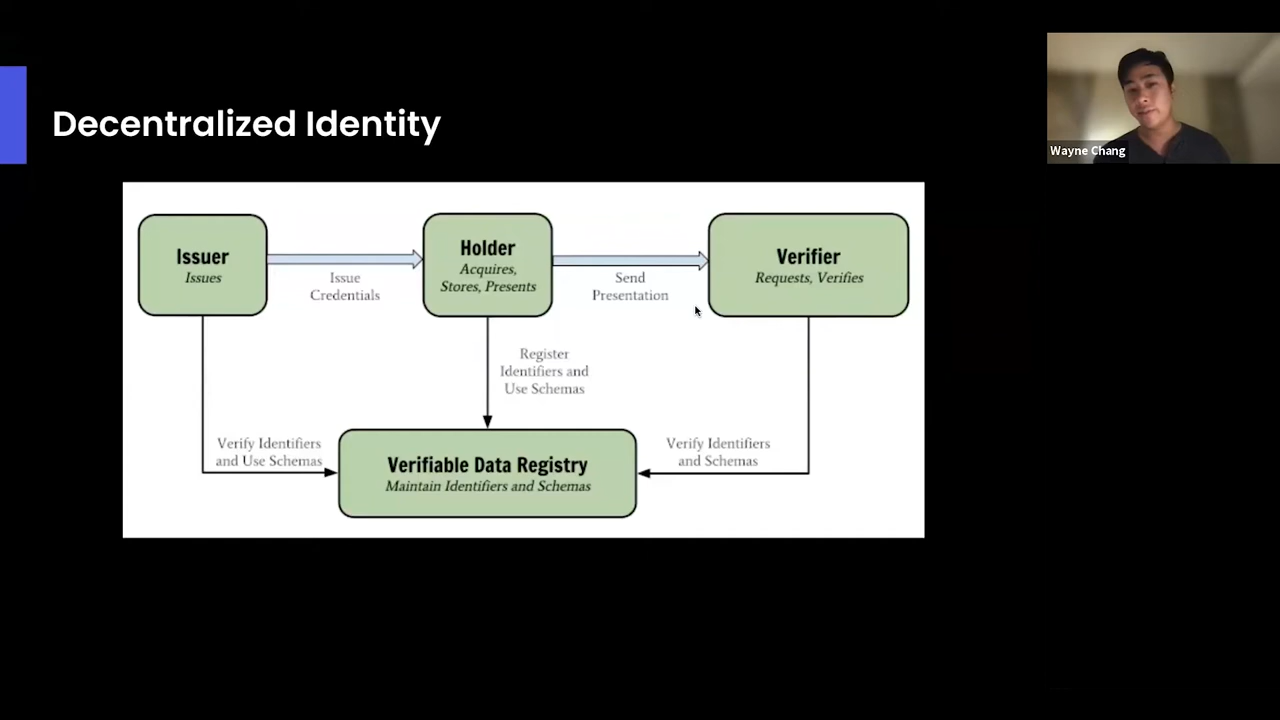 Decentralized Identity
Wayne Chang
Issuer
Issues
Issue
Credentials
Holder
Acquires,
Stores, Presents
Send
Presentation
Verifier
Requests, Verifies
Register
Identifiers and
Use Schemas
Verify Identifiers
and Use Schemas
Verify Identifiers
and Schemas
Verifiable Data Registry
Maintain Identifiers and Schemas